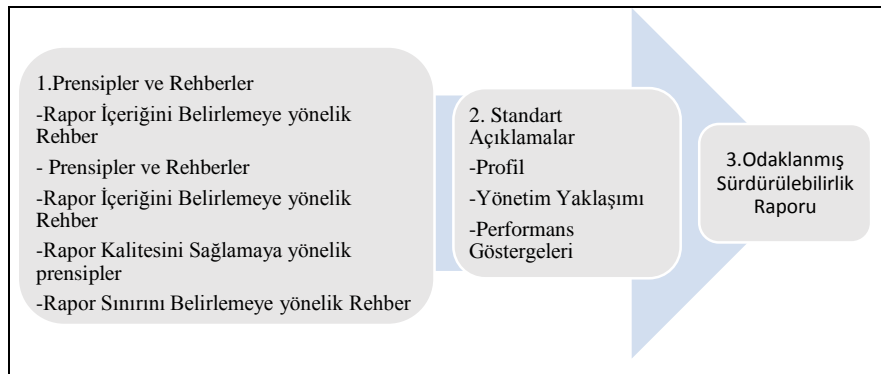 1.Prensipler ve Rehberler
-Rapor İçeriğini Belirlemeye yönelik
Rehber
- Prensipler ve Rehberler
-Rapor İçeriğini Belirlemeye yönelik
Rehber
-Rapor Kalitesini Sağlamaya yönelik
prensipler
-Rapor Sınırını Belirlemeye yönelik Rehber
2. Standart
Açıklamalar
-Profil
-Yönetim Yaklaşımı
-Performans
Göstergeleri
3.Odaklanmış
Sürdürülebilirlik
Raporu